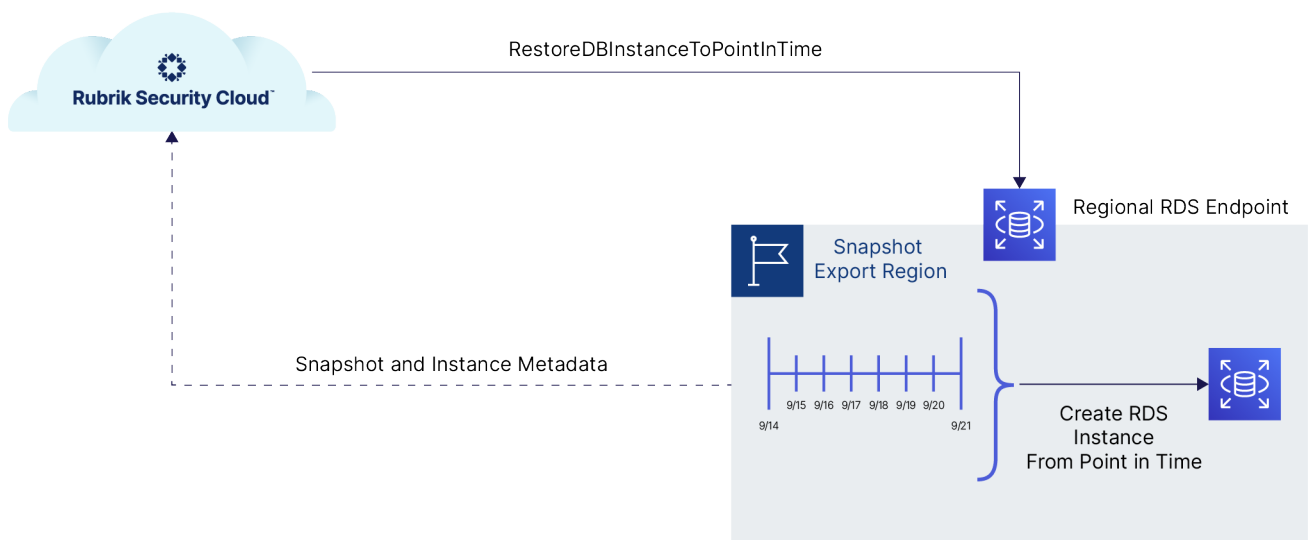 RestoreDBInstanceToPointInTime
Rubrik Security Cloud™
Regional RDS Endpoint
Snapshot
Export Region
Snapshot and Instance Metadata
9/15 9/16 9/17 9/18 9/19 9/20
9/14 9/21
Create RDS
Instance
From Point in Time